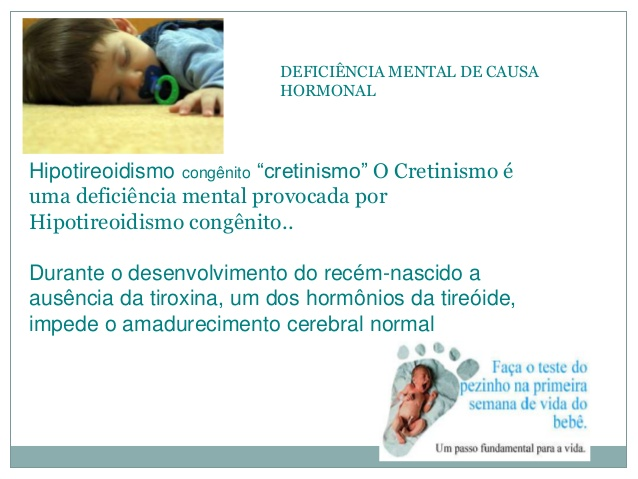 DEFICIÊNCIA MENTAL DE CAUSA
HORMONAL
Hipotireoidismo congênito “cretinismo” O Cretinismo é
uma deficiência mental provocada por
Hipotireoidismo congênito..
Durante o desenvolvimento do recém-nascido a
ausência da tiroxina, um dos hormônios da tireóide,
impede o amadurecimento cerebral normal
Faça o teste do
pezinho na primeira
semana de vida do
bebê.
Um passo fundamental para a vida.